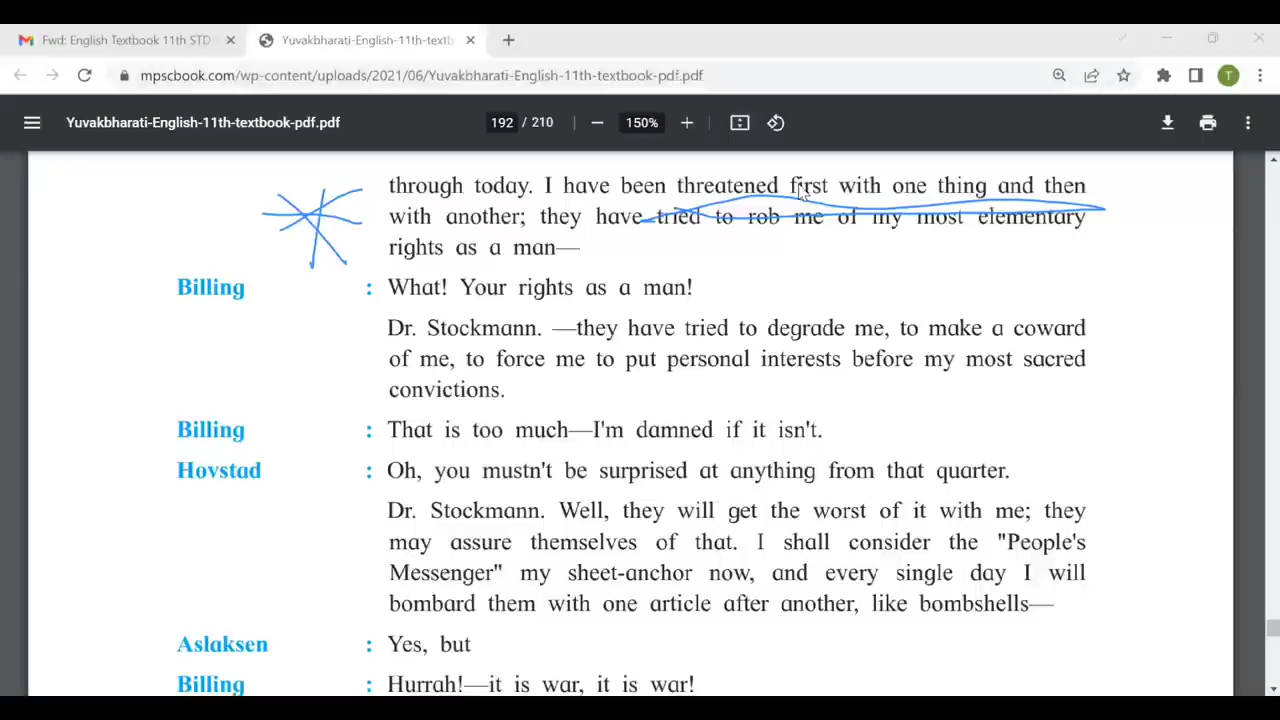 Fwd: English Textbook 11th STD
Yuvakbharati-English-11th-textb
mpscbook.com/wp-content/uploads/2021/06/Yuvakbharati-English-11th-textbook-pdf.pdf
T
Yuvakbharati-English-11th-textbook-pdf.pdf
192 / 210
150%
through today. I have been threatened first with one thing and then
with another; they have tried to rob me of my most elementary
rights as a man—
Billing : What! Your rights as a man!
Dr. Stockmann. —they have tried to degrade me, to make a coward
of me, to force me to put personal interests before my most sacred
convictions.
Billing : That is too much—I'm damned if it isn't.
Hovstad : Oh, you mustn't be surprised at anything from that quarter.
Dr. Stockmann. Well, they will get the worst of it with me; they
may assure themselves of that. I shall consider the "People's
Messenger" my sheet-anchor now, and every single day I will
bombard them with one article after another, like bombshells—
Aslaksen : Yes, but
Billing : Hurrah!—it is war, it is war!